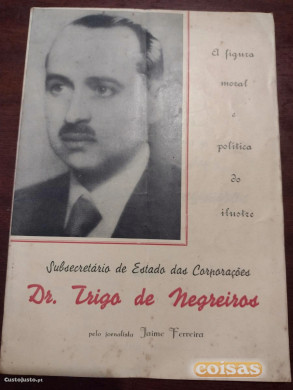 A figura
moral
e
politica
do
ilustre
Subsecretário de Estado das Corporações
Dr. Trigo de Negreiros
pelo jornalista Jaime Ferreira
CustoJusto.pt
coisas